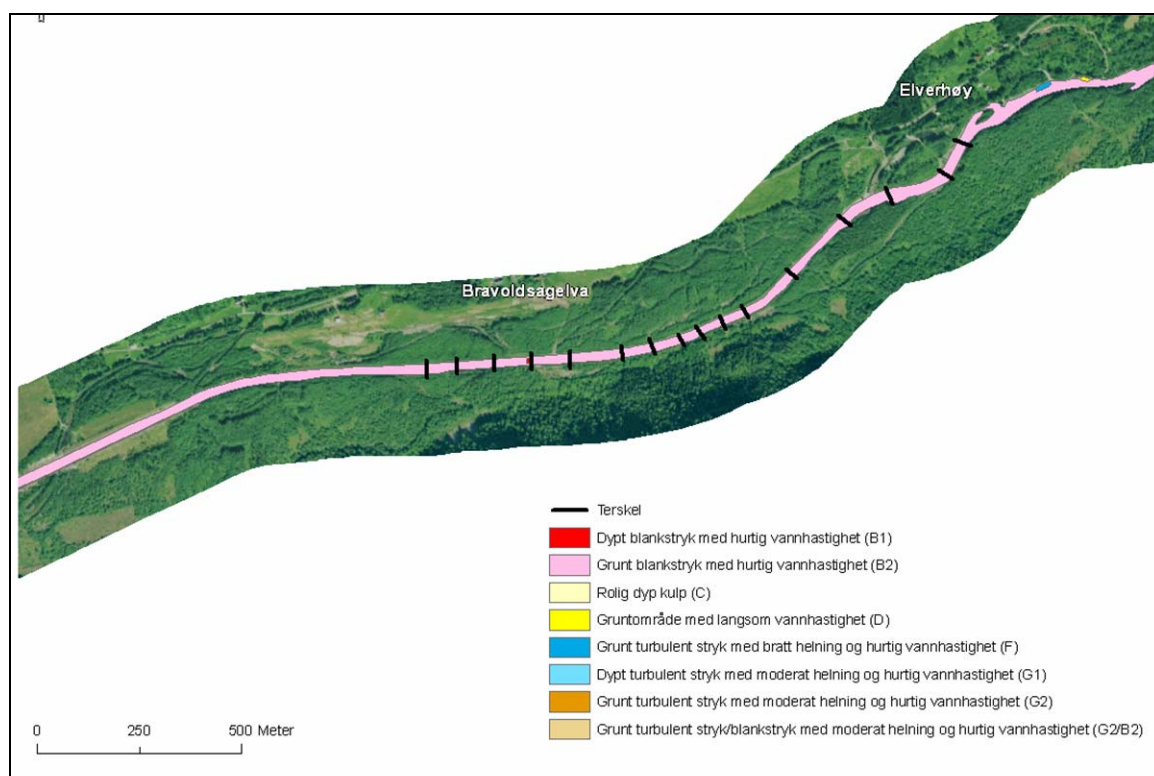 Elverhøy
Bravoldsagelva
Terskel
Dypt blankstryk med hurtig vannhastighet (B1)
Grunt blankstryk med hurtig vannhastighet (B2)
Rolig dyp kulp (C)
Gruntområde med langsom vannhastighet (D)
Grunt turbulent stryk med bratt helning og hurtig vannhastighet (F)
Dypt turbulent stryk med moderat helning og hurtig vannhastighet (G1)
Grunt turbulent stryk med moderat helning og hurtig vannhastighet (G2)
Grunt turbulent stryk/blankstryk med moderat helning og hurtig vannhastighet (G2/B2)
0 250 500 Meter